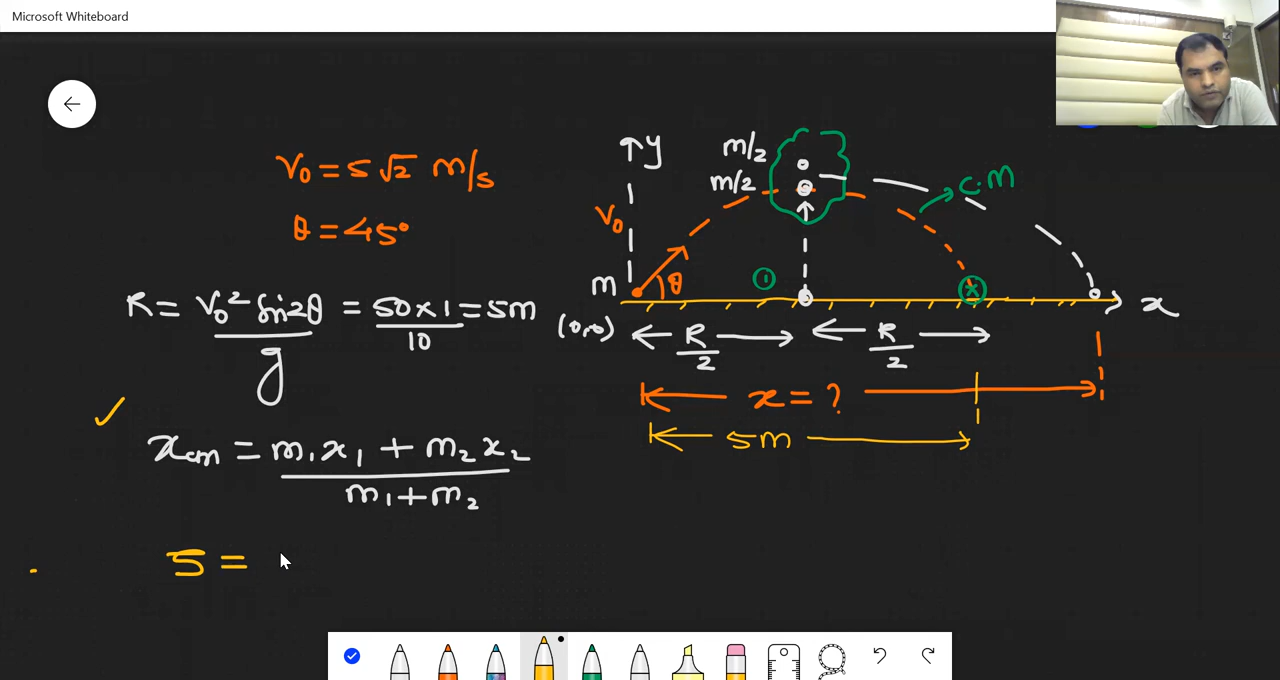 Microsoft Whiteboard
V₀ = 5√2 m/s
θ = 45°
R = V₀² Sin2θ / g = 50 × 1 / 10 = 5m
✓
x_cm = m₁x₁ + m₂x₂ / m₁ + m₂
5 =
y
m/2
m/2
C.M
V₀
θ
m
1
x
x
(0,0)
R/2
R/2
x = ?
5m